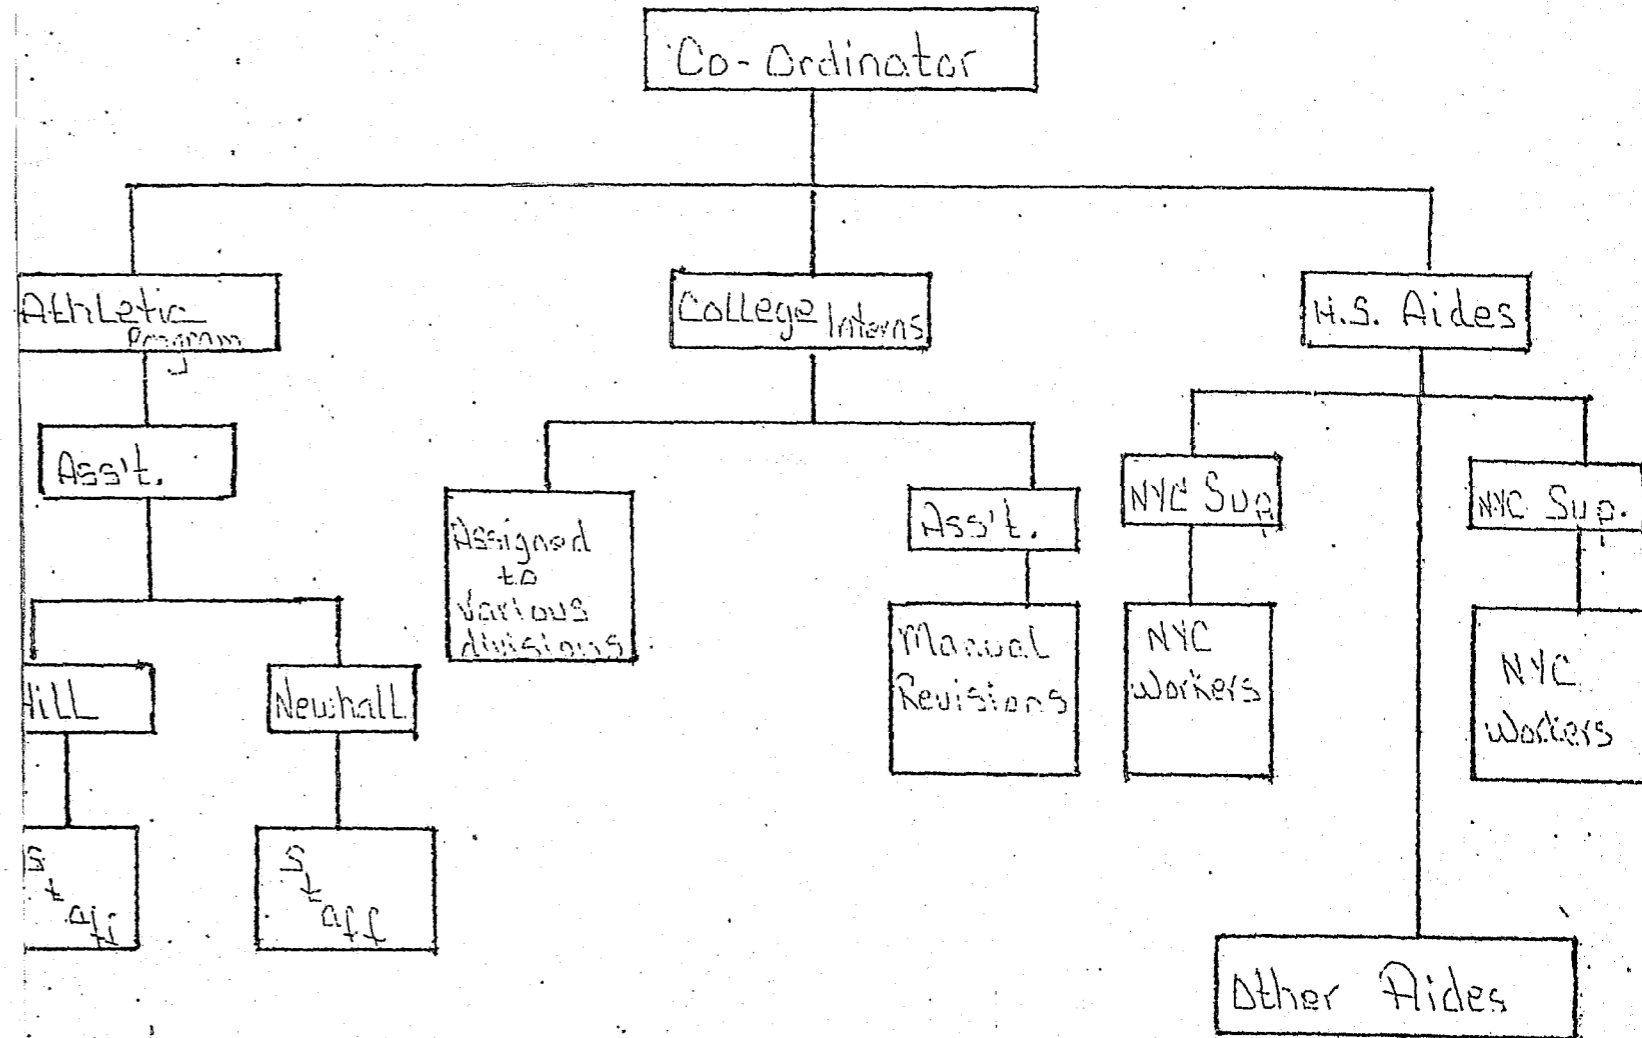 Co-Ordinator
Athletic
Program
College Interns
H.S. Aides
Ass't.
Assigned
to
various
divisions
Ass't.
NYC Sup
NYC Sup.
Manual
Revisions
NYC
Workers
NYC
Workers
Hill
Newhall
Staff
Staff
Other Aides